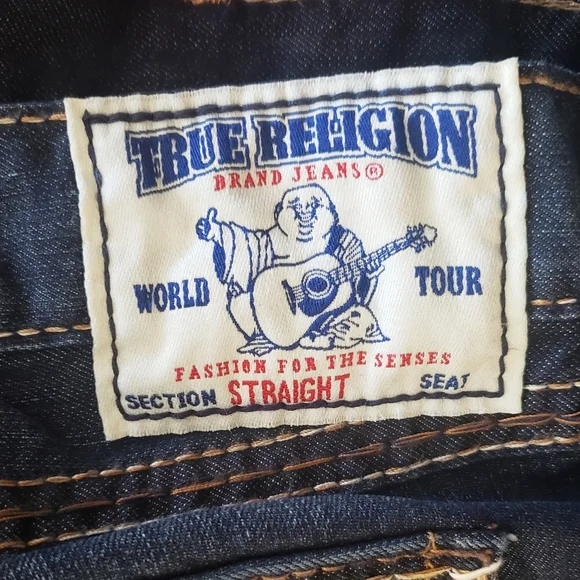 TRUE RELIGION
BRAND JEANS®
WORLD TOUR
FASHION FOR THE SENSES
SECTION STRAIGHT SEAT